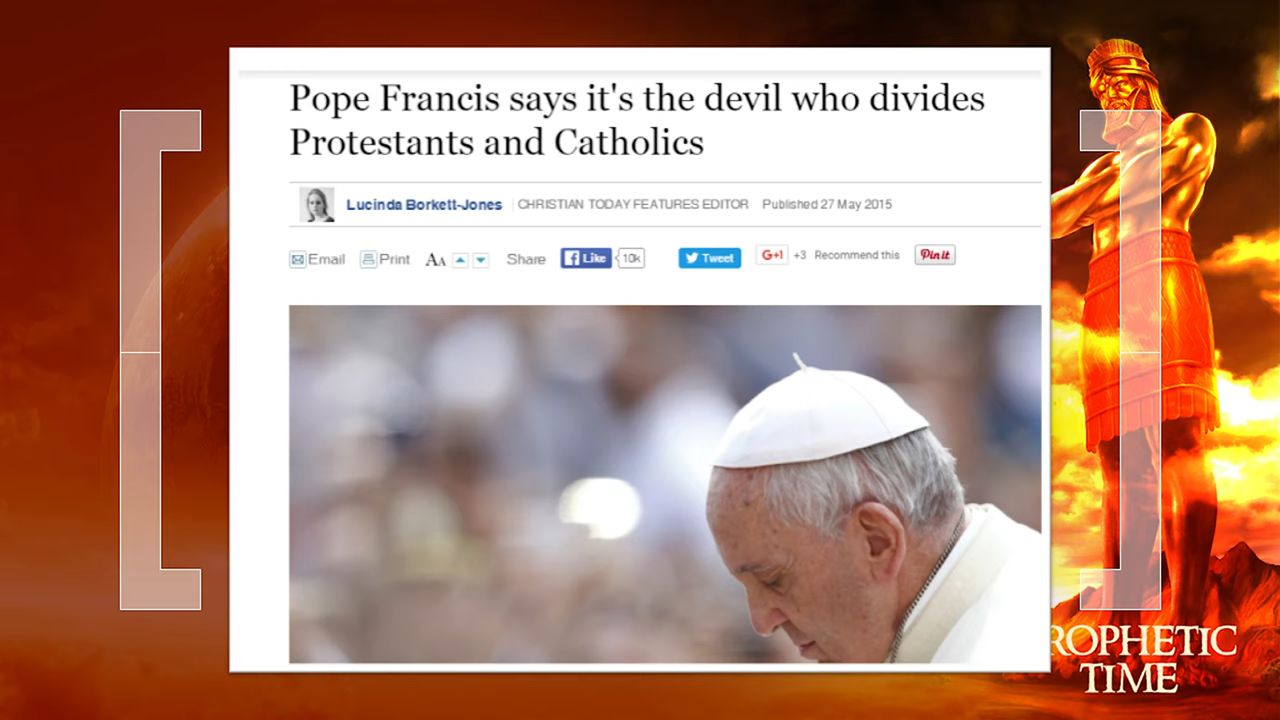 Pope Francis says it's the devil who divides
Protestants and Catholics
Lucinda Borkett-Jones CHRISTIAN TODAY FEATURES EDITOR Published 27 May 2015
Email Print AA Share f Like 10k Tweet G+1 +3 Recommend this Pin it
ROPHETIC
TIME